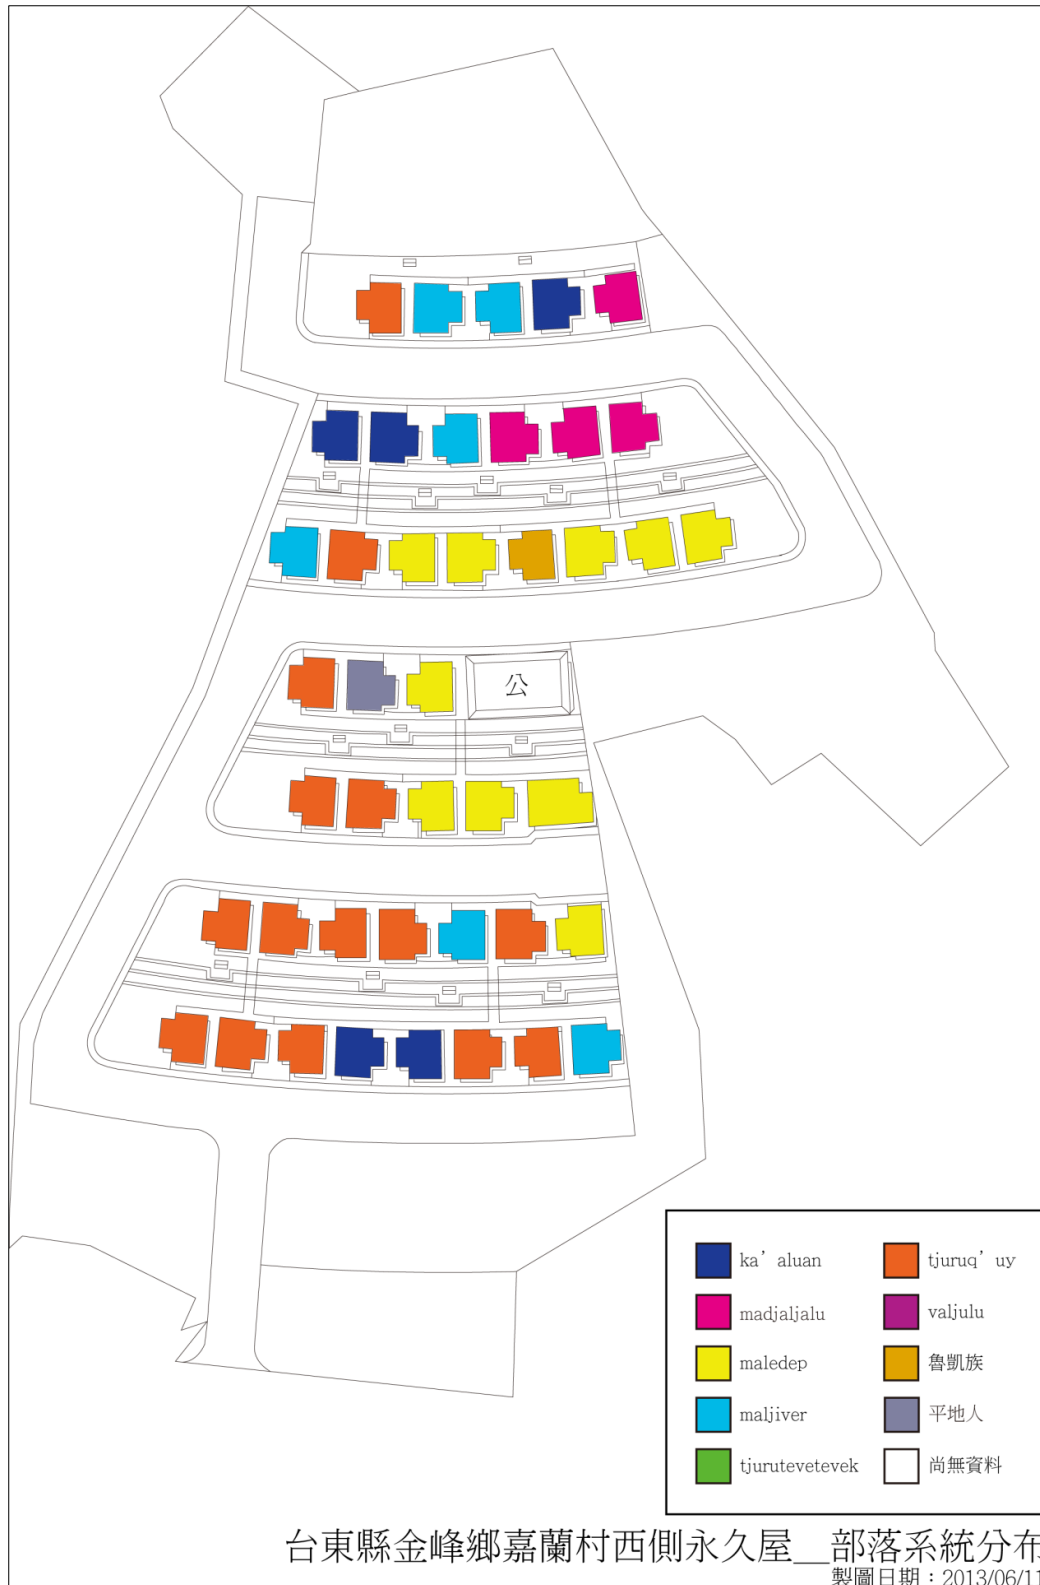 公
ka’ aluan
tjuruq’ uy
madjaljalu
valjulu
maledep
魯凱族
maljiver
平地人
tjurutevetevek
尚無資料
台東縣金峰鄉嘉蘭村西側永久屋__部落系統分布
製圖日期：2013/06/11